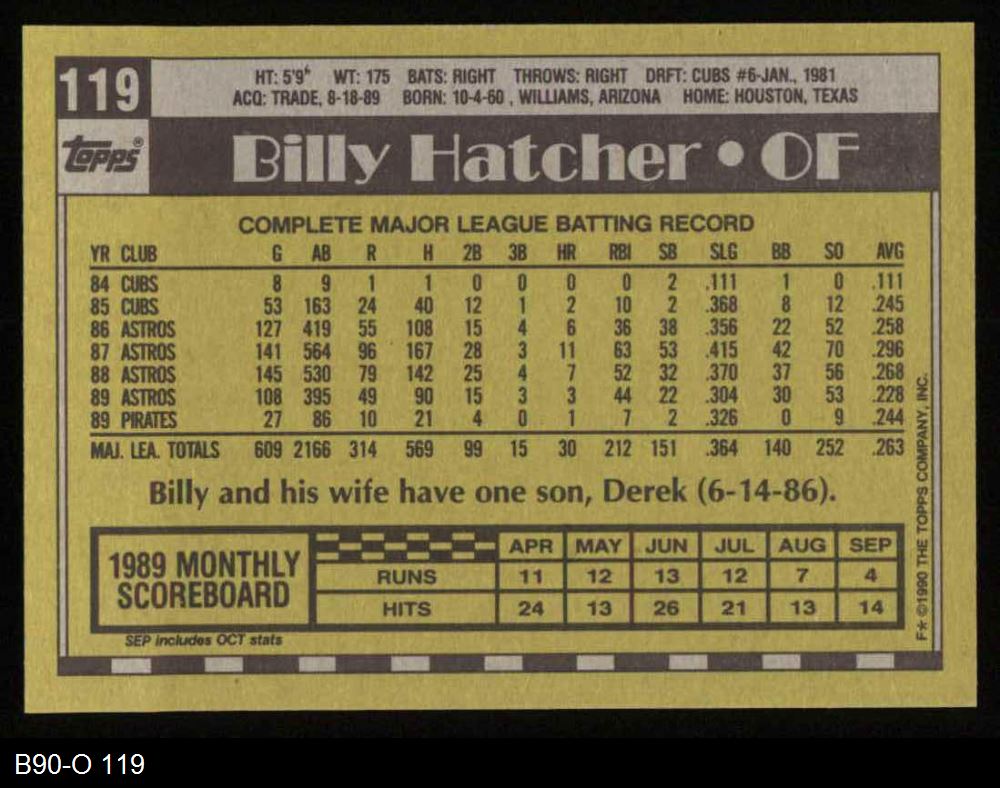 119
HT: 5'9" WT: 175 BATS: RIGHT THROWS: RIGHT DRFT: CUBS #6-JAN., 1981
ACQ: TRADE, 8-18-89 BORN: 10-4-60 , WILLIAMS, ARIZONA HOME: HOUSTON, TEXAS
topps®
Billy Hatcher • OF
COMPLETE MAJOR LEAGUE BATTING RECORD
YR CLUB G AB R H 2B 3B HR RBI SB SLG BB SO AVG
84 CUBS 8 9 1 1 0 0 0 0 2 .111 1 0 .111
85 CUBS 53 163 24 40 12 1 2 10 2 .368 8 12 .245
86 ASTROS 127 419 55 108 15 4 6 36 38 .356 22 52 .258
87 ASTROS 141 564 96 167 28 3 11 63 53 .415 42 70 .296
88 ASTROS 145 530 79 142 25 4 7 52 32 .370 37 56 .268
89 ASTROS 108 395 49 90 15 3 3 44 22 .304 30 53 .228
89 PIRATES 27 86 10 21 4 0 1 7 2 .326 0 9 .244
MAJ. LEA. TOTALS 609 2166 314 569 99 15 30 212 151 .364 140 252 .263
Billy and his wife have one son, Derek (6-14-86).
1989 MONTHLY
SCOREBOARD
APR MAY JUN JUL AUG SEP
RUNS 11 12 13 12 7 4
HITS 24 13 26 21 13 14
SEP includes OCT stats
F* ©1990 THE TOPPS COMPANY, INC.
B90-O 119